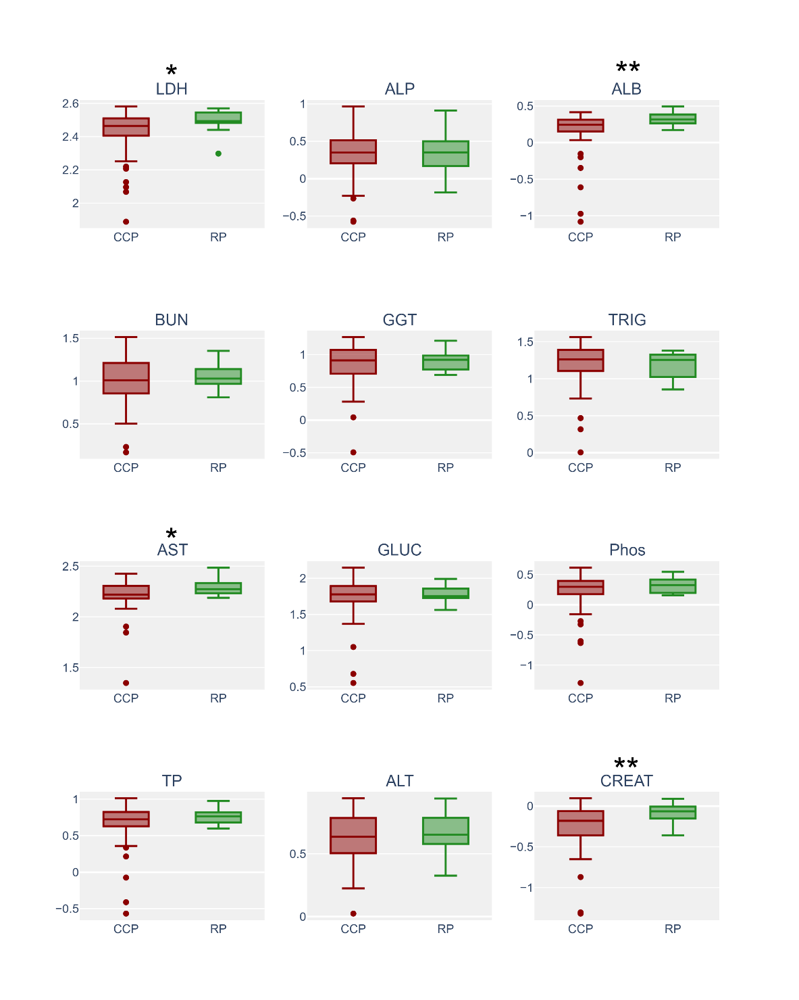 * **
LDH ALP ALB
2.6 1 0.5
2.4 0.5 0
2.2 0 −0.5
2 −0.5 −1
CCP RP CCP RP CCP RP
BUN GGT TRIG
1.5 1 1.5
1 0.5 1
0.5 0 0.5
−0.5 0
CCP RP CCP RP CCP RP
*
AST GLUC Phos
2.5 2 0.5
2 1.5 0
1.5 1 −0.5
0.5 −1
CCP RP CCP RP CCP RP
**
TP ALT CREAT
1 0.5 0
0.5 0 −0.5
0 −1
−0.5
CCP RP CCP RP CCP RP